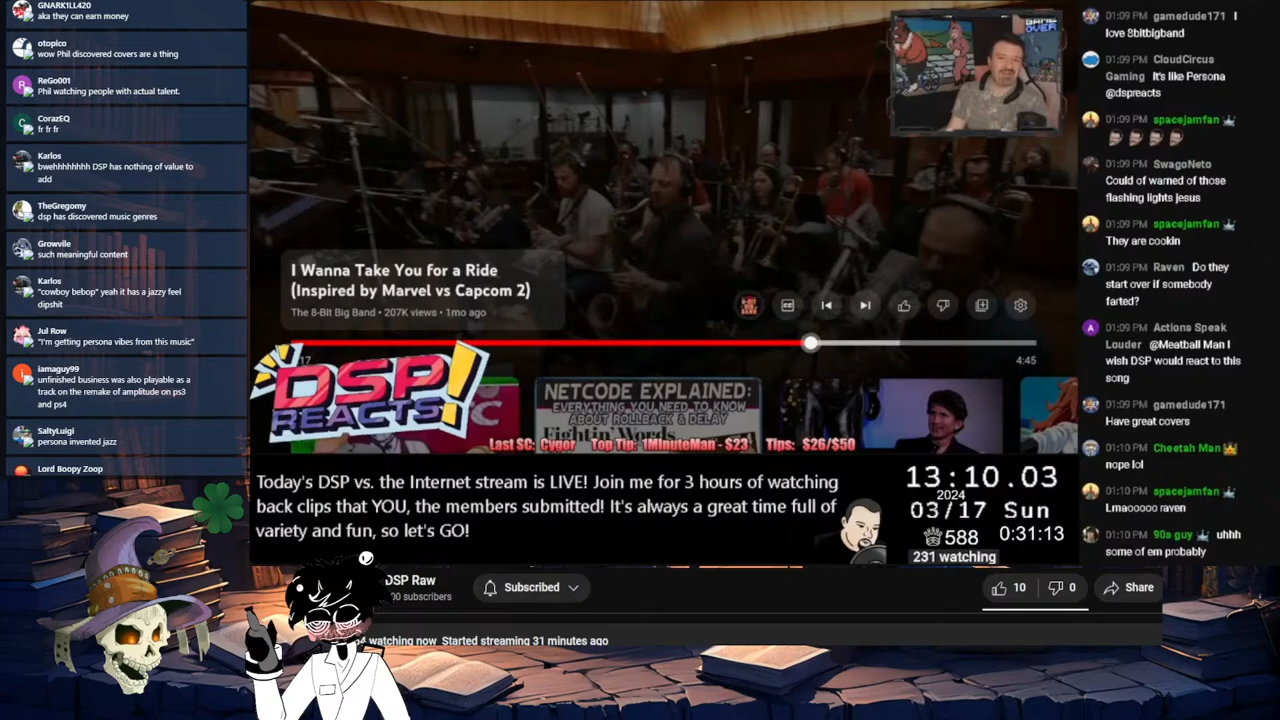 GNARK1LL420
aka they can earn money
otopico
wow Phil discovered covers are a thing
ReGo001
Phil watching people with actual talent.
CorazEQ
fr fr fr
Karlos
bwehhhhhhhh DSP has nothing of value to
add
TheGregomy
dsp has discovered music genres
Growvile
such meaningful content
Karlos
"cowboy bebop" yeah it has a jazzy feel
dipshit
Jul Row
"I'm getting persona vibes from this music"
iamaguy99
unfinished business was also playable as a
track on the remake of amplitude on ps3
and ps4
SaltyLuigi
persona invented jazz
Lord Boopy Zoop
GAME
OVER
I Wanna Take You for a Ride
(Inspired by Marvel vs Capcom 2)
The 8-Bit Big Band • 207K views • 1mo ago
CC
17
4:45
DSP
REACTS!
NETCODE EXPLAINED:
EVERYTHING YOU NEED TO KNOW
ABOUT ROLLBACK & DELAY
Fightin' Words
Last $C: Cygor Top Tip: 1MinuteMan - $23 Tips: $26/$50
Today's DSP vs. the Internet stream is LIVE! Join me for 3 hours of watching
back clips that YOU, the members submitted! It's always a great time full of
variety and fun, so let's GO!
13:10.03
2024
03/17 Sun
588 0:31:13
231 watching
DSP Raw
00 subscribers
Subscribed
10
0
Share
watching now Started streaming 31 minutes ago
01:09 PM gamedude171 I
love 8bitbigband
01:09 PM CloudCircus
Gaming It's like Persona
@dspreacts
01:09 PM spacejamfan
01:09 PM SwagoNeto
Could of warned of those
flashing lights jesus
01:09 PM spacejamfan
They are cookin
01:09 PM Raven Do they
start over if somebody
farted?
01:09 PM Actions Speak
Louder @Meatball Man I
wish DSP would react to this
song
01:09 PM gamedude171
Have great covers
01:10 PM Cheetah Man
nope lol
01:10 PM spacejamfan
Lmaooooo raven
01:10 PM 90s guy uhhh
some of em probably